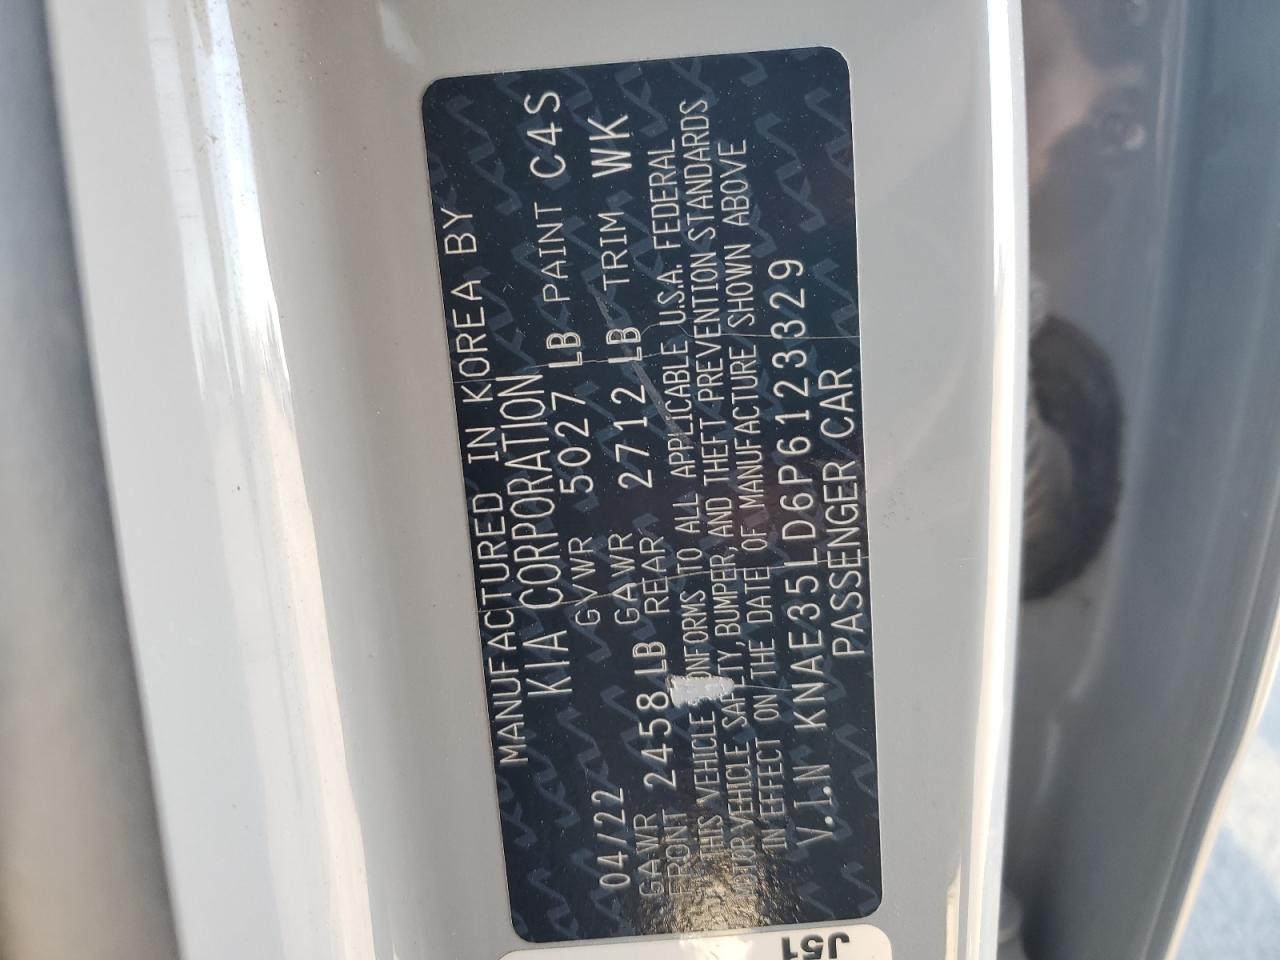 MANUFACTURED IN KOREA BY
KIA CORPORATION
04/22 GVWR 5027 LB PAINT C4S
GAWR FRONT 2458 LB GAWR REAR 2712 LB TRIM WK
THIS VEHICLE CONFORMS TO ALL APPLICABLE U.S.A. FEDERAL
MOTOR VEHICLE SAFETY, BUMPER, AND THEFT PREVENTION STANDARDS
IN EFFECT ON THE DATE OF MANUFACTURE SHOWN ABOVE
V.I.N KNAE35LD6P6123329
PASSENGER CAR
J51